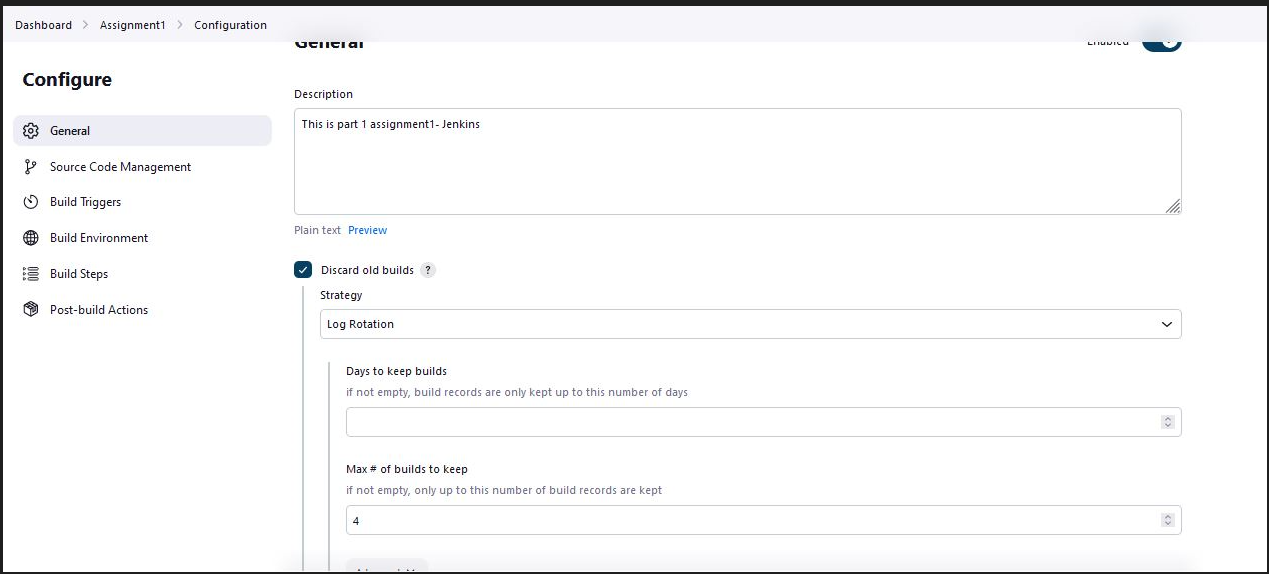 Dashboard > Assignment1 > Configuration
General
Enabled
Configure
General
Source Code Management
Build Triggers
Build Environment
Build Steps
Post-build Actions
Description
This is part 1 assignment1- Jenkins
Plain text Preview
Discard old builds ?
Strategy
Log Rotation
Days to keep builds
if not empty, build records are only kept up to this number of days
Max # of builds to keep
if not empty, only up to this number of build records are kept
4